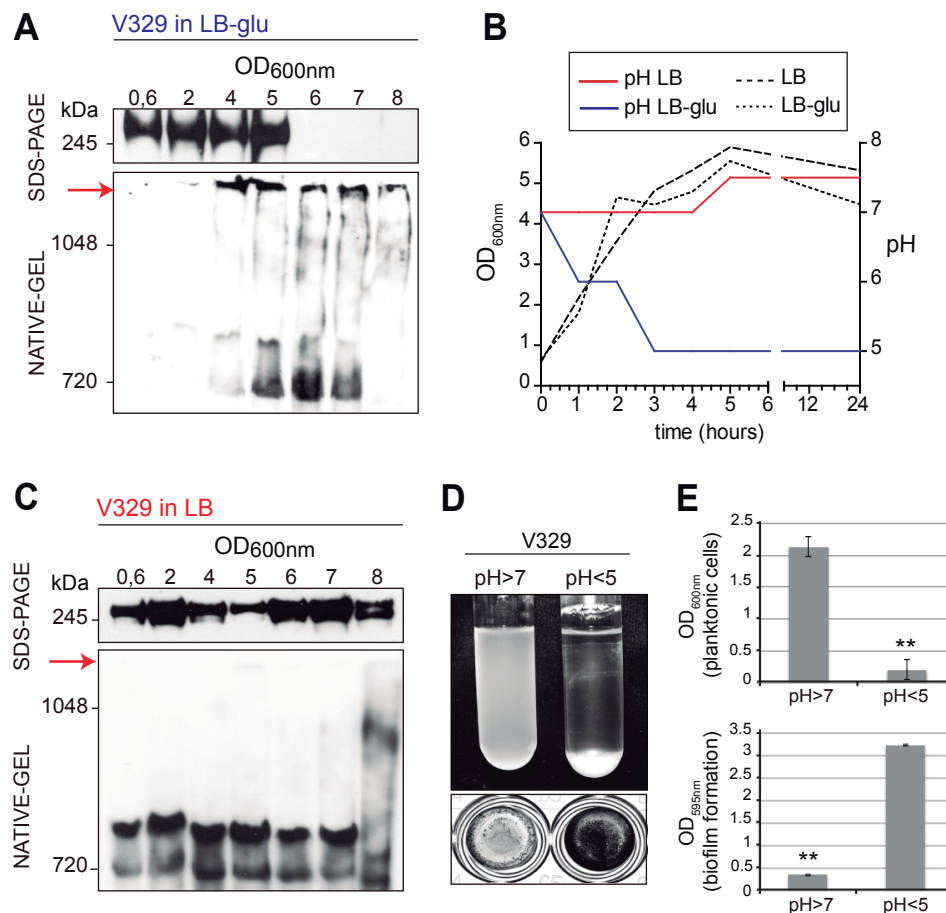 A
V329 in LB-glu
OD600nm
kDa
0,6 2 4 5 6 7 8
SDS-PAGE
245
NATIVE-GEL
1048
720
B
pH LB
LB
pH LB-glu
LB-glu
OD600nm
6
5
4
3
2
1
0
pH
8
7
6
5
0 1 2 3 4 5 6 12 24
time (hours)
C
V329 in LB
OD600nm
kDa
0,6 2 4 5 6 7 8
SDS-PAGE
245
NATIVE-GEL
1048
720
D
V329
pH>7 pH<5
E
OD600nm
(planktonic cells)
2.5
2
1.5
1
0.5
0
**
pH>7 pH<5
OD595nm
(biofilm formation)
3.5
3
2.5
2
1.5
1
0.5
0
**
pH>7 pH<5